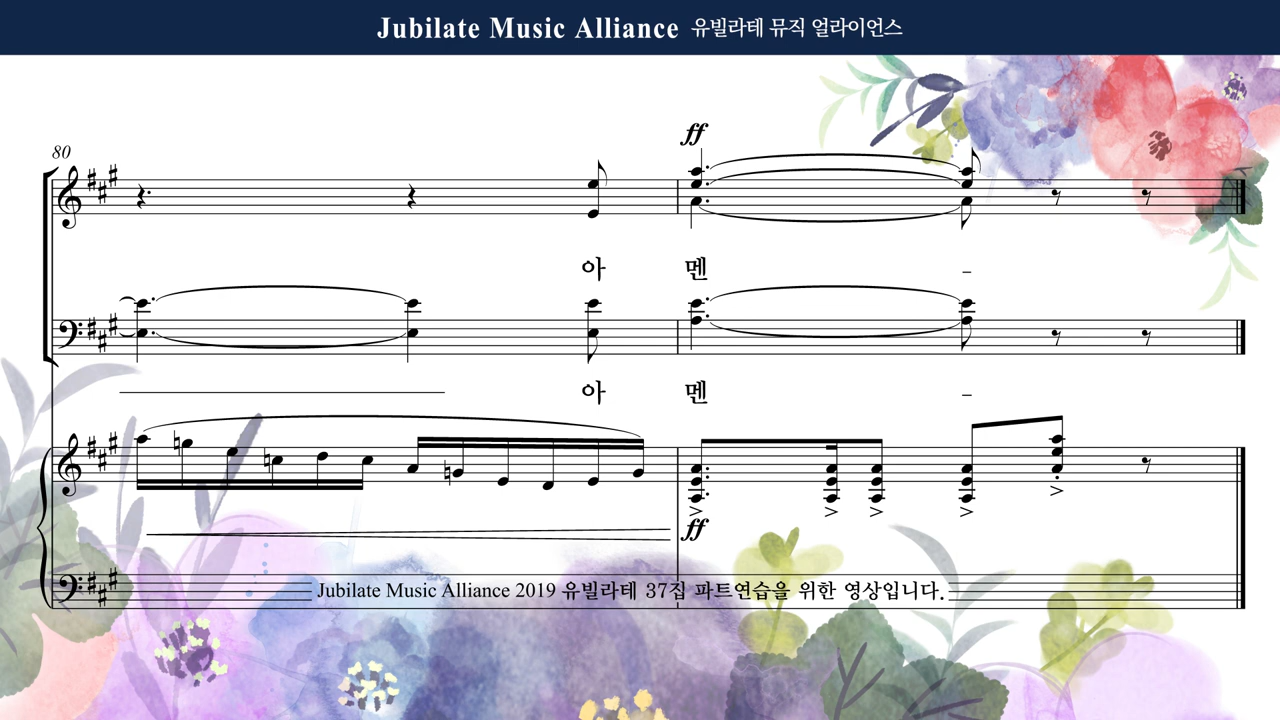 Jubilate Music Alliance 유빌라테 뮤직 얼라이언스
80
ff
아 멘 -
아 멘 -
ff
Jubilate Music Alliance 2019 유빌라테 37집 파트연습을 위한 영상입니다.